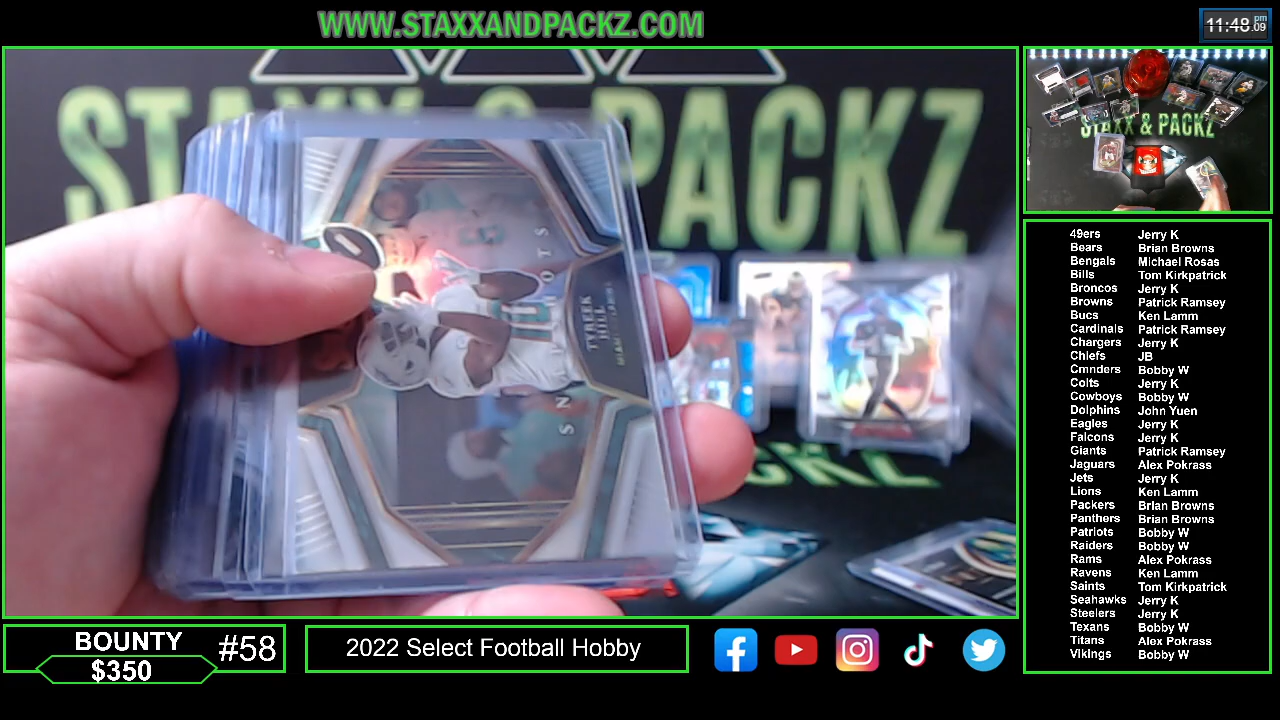 WWW.STAXXANDPACKZ.COM
11:48 pm .09
STAXX & PACKZ
STAXX & PACKZ
TYREEK
HILL
SNAPSHOTS
49ers Jerry K
Bears Brian Browns
Bengals Michael Rosas
Bills Tom Kirkpatrick
Broncos Jerry K
Browns Patrick Ramsey
Bucs Ken Lamm
Cardinals Patrick Ramsey
Chargers Jerry K
Chiefs JB
Cmnders Bobby W
Colts Jerry K
Cowboys Bobby W
Dolphins John Yuen
Eagles Jerry K
Falcons Jerry K
Giants Patrick Ramsey
Jaguars Alex Pokrass
Jets Jerry K
Lions Ken Lamm
Packers Brian Browns
Panthers Brian Browns
Patriots Bobby W
Raiders Bobby W
Rams Alex Pokrass
Ravens Ken Lamm
Saints Tom Kirkpatrick
Seahawks Jerry K
Steelers Jerry K
Texans Bobby W
Titans Alex Pokrass
Vikings Bobby W
BOUNTY
$350
#58
2022 Select Football Hobby